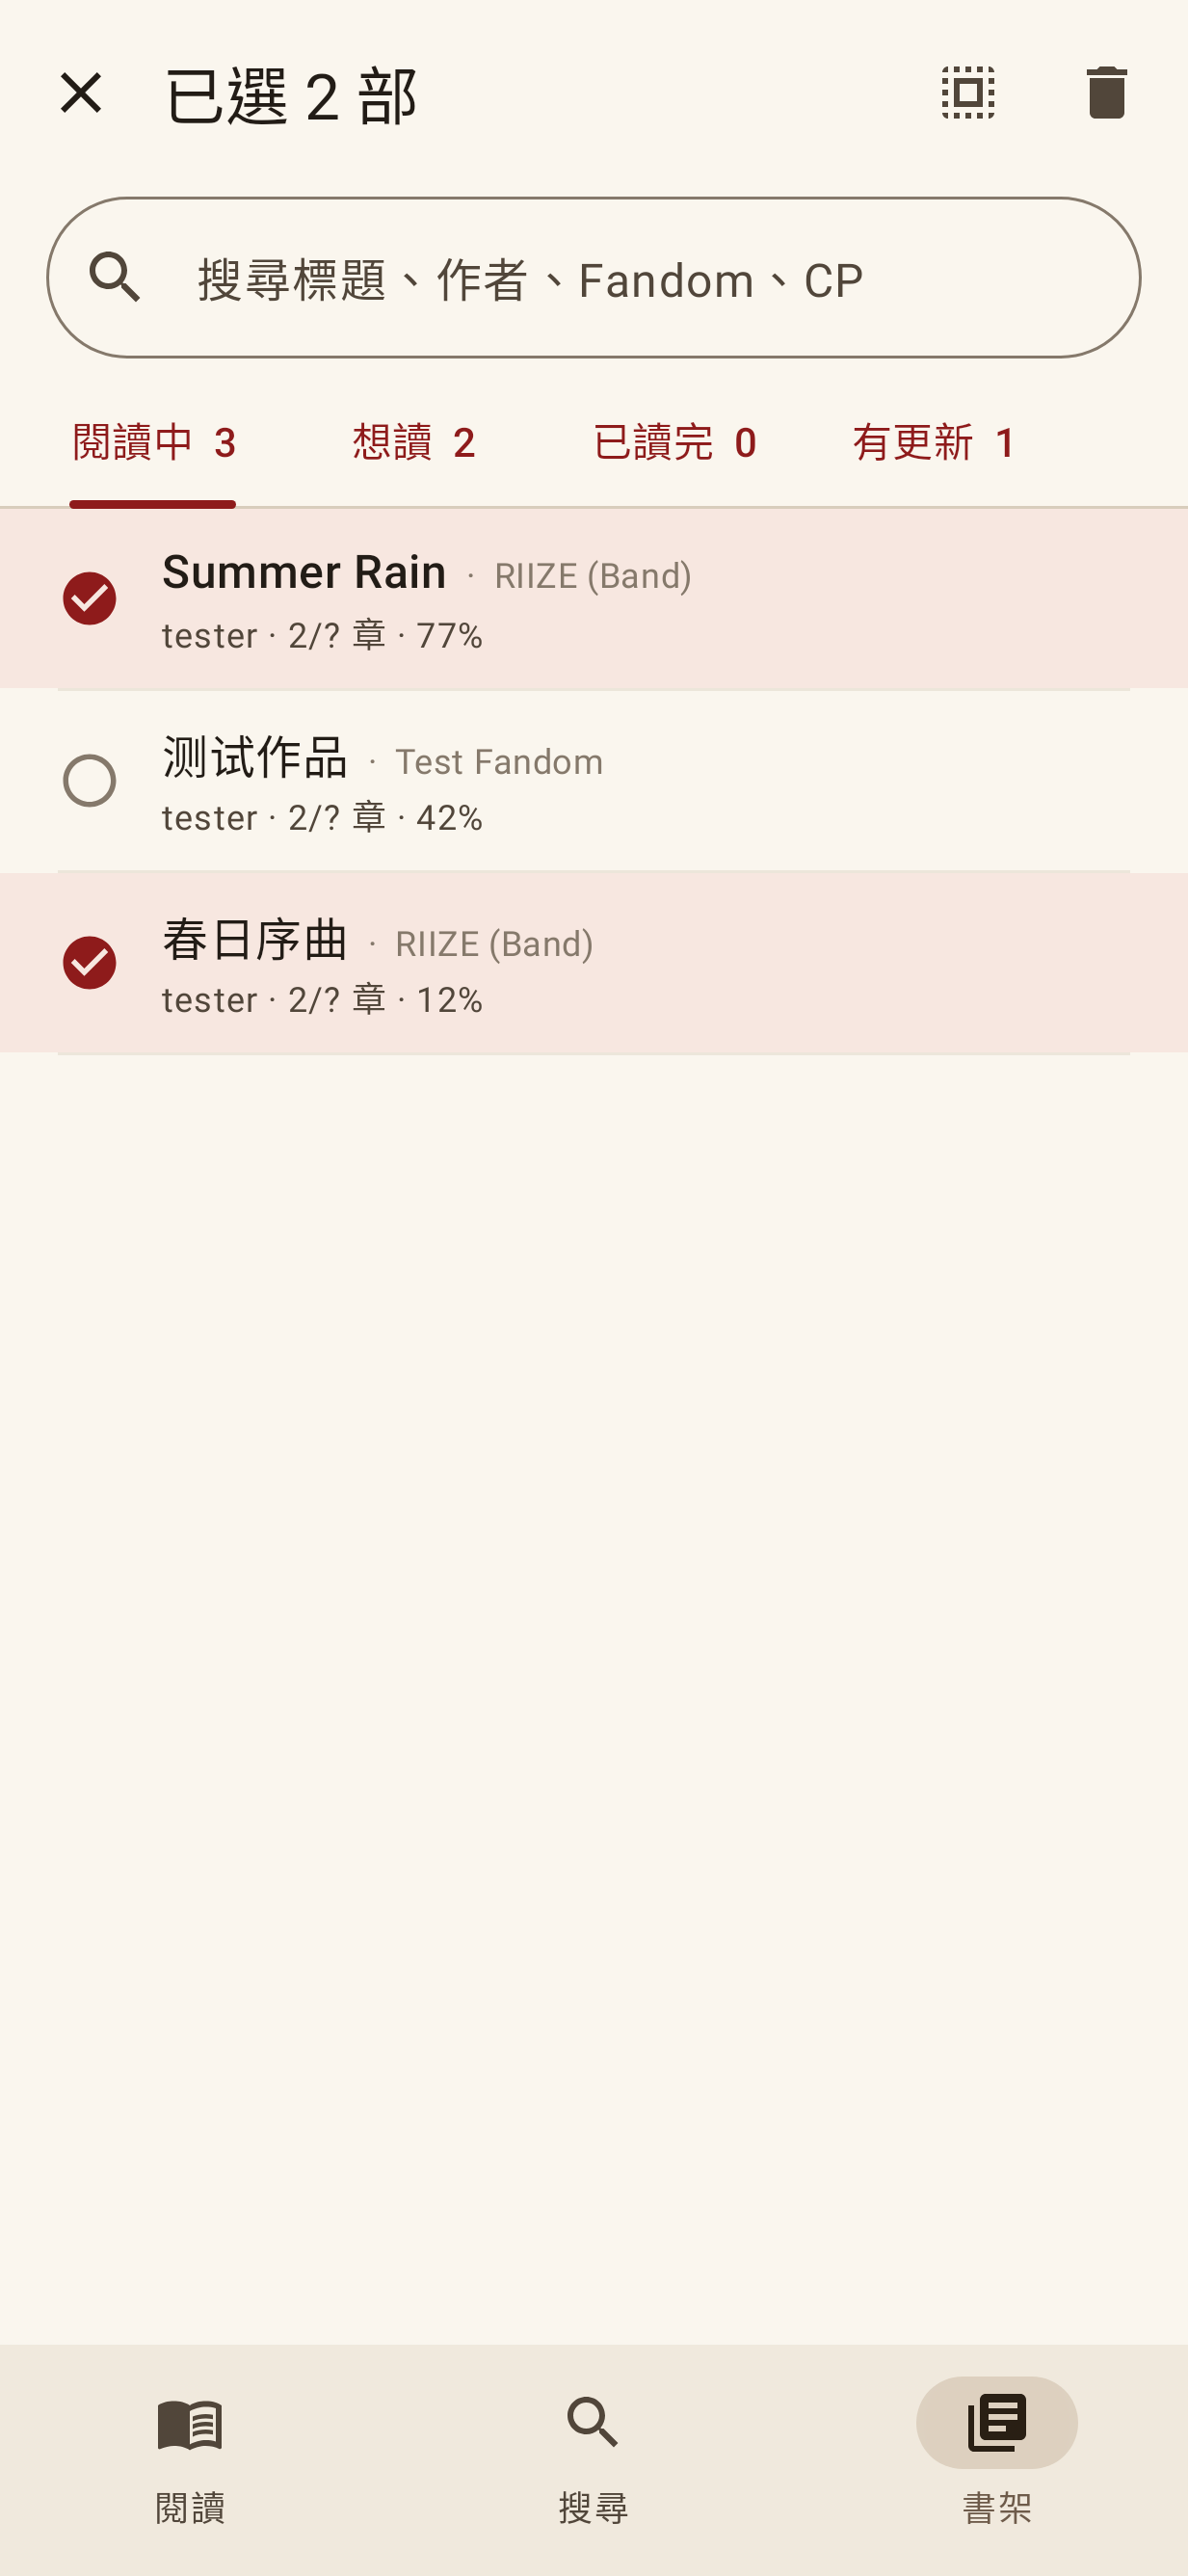 已選 2 部
搜尋標題、作者、Fandom、CP
閱讀中 3
想讀 2
已讀完 0
有更新 1
Summer Rain · RIIZE (Band)
tester · 2/? 章 · 77%
测试作品 · Test Fandom
tester · 2/? 章 · 42%
春日序曲 · RIIZE (Band)
tester · 2/? 章 · 12%
閱讀
搜尋
書架